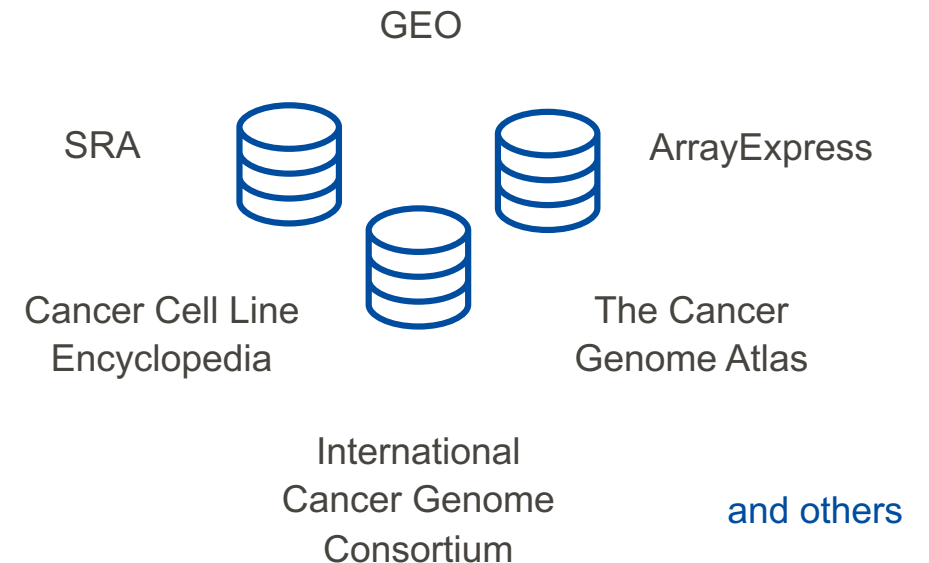 GEO
SRA
ArrayExpress
Cancer Cell Line
Encyclopedia
The Cancer
Genome Atlas
International
Cancer Genome
Consortium
and others